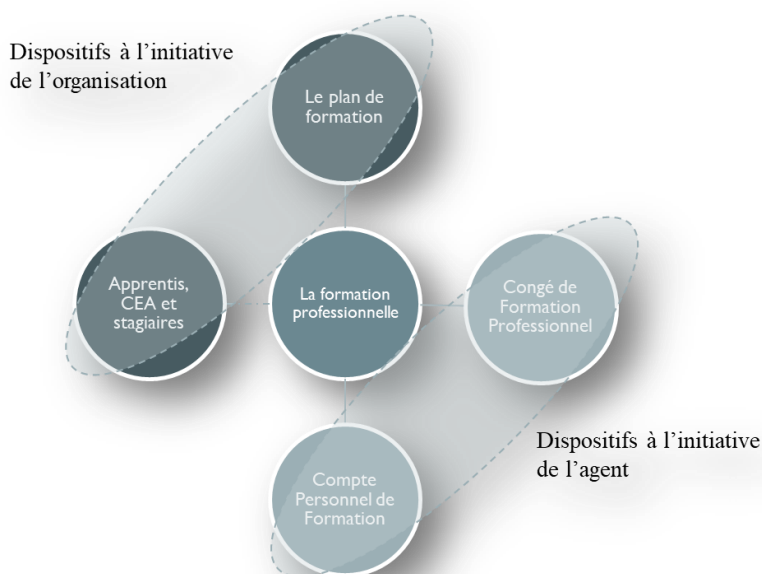 Dispositifs à l’initiative
de l’organisation
Le plan de
formation
Apprentis,
CEA et
stagiaires
La formation
professionnelle
Congé de
Formation
Professionnel
Dispositifs à l’initiative
de l’agent
Compte
Personnel de
Formation